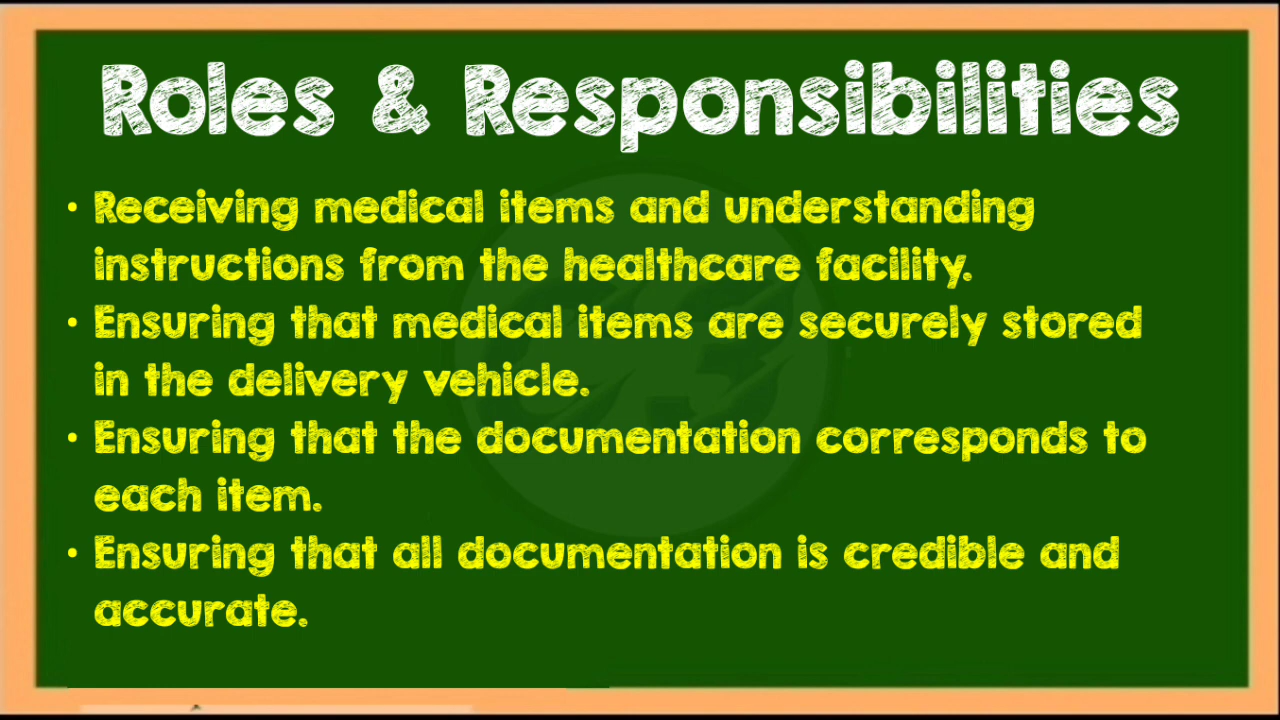 Roles & Responsibilities
• Receiving medical items and understanding
instructions from the healthcare facility.
• Ensuring that medical items are securely stored
in the delivery vehicle.
• Ensuring that the documentation corresponds to
each item.
• Ensuring that all documentation is credible and
accurate.